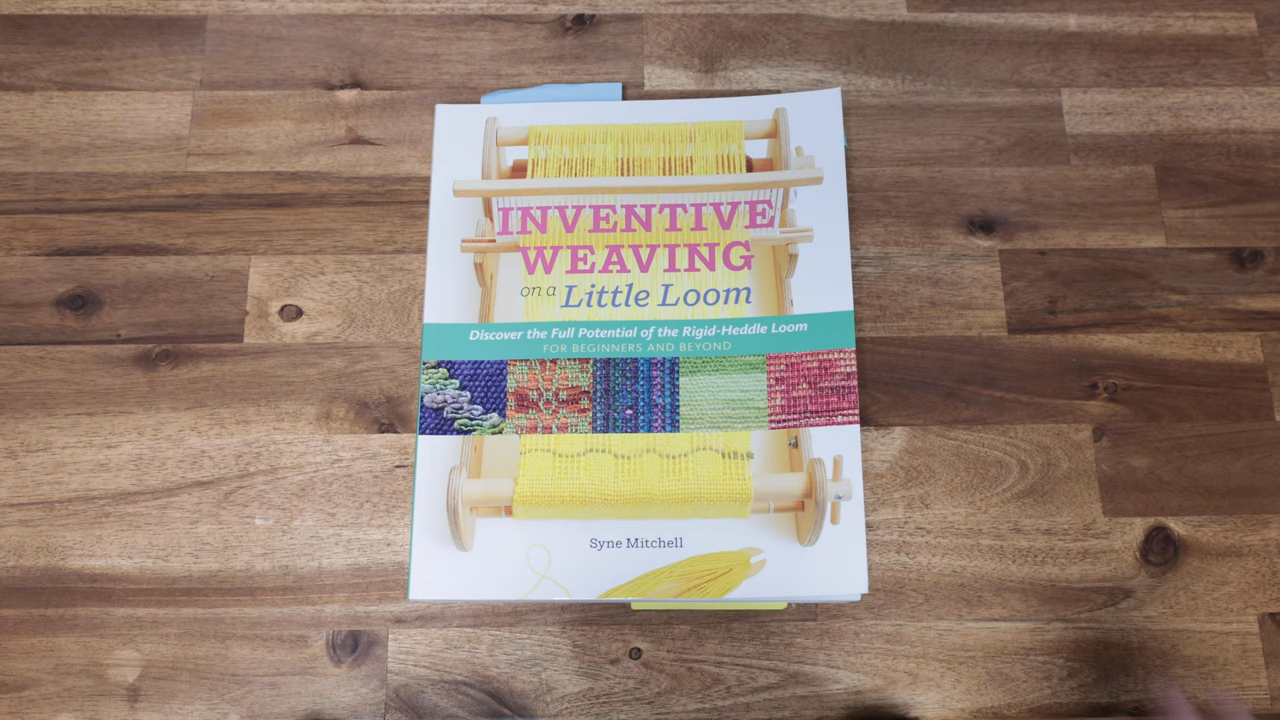 INVENTIVE
WEAVING
on a Little Loom
Discover the Full Potential of the Rigid-Heddle Loom
FOR BEGINNERS AND BEYOND
Syne Mitchell